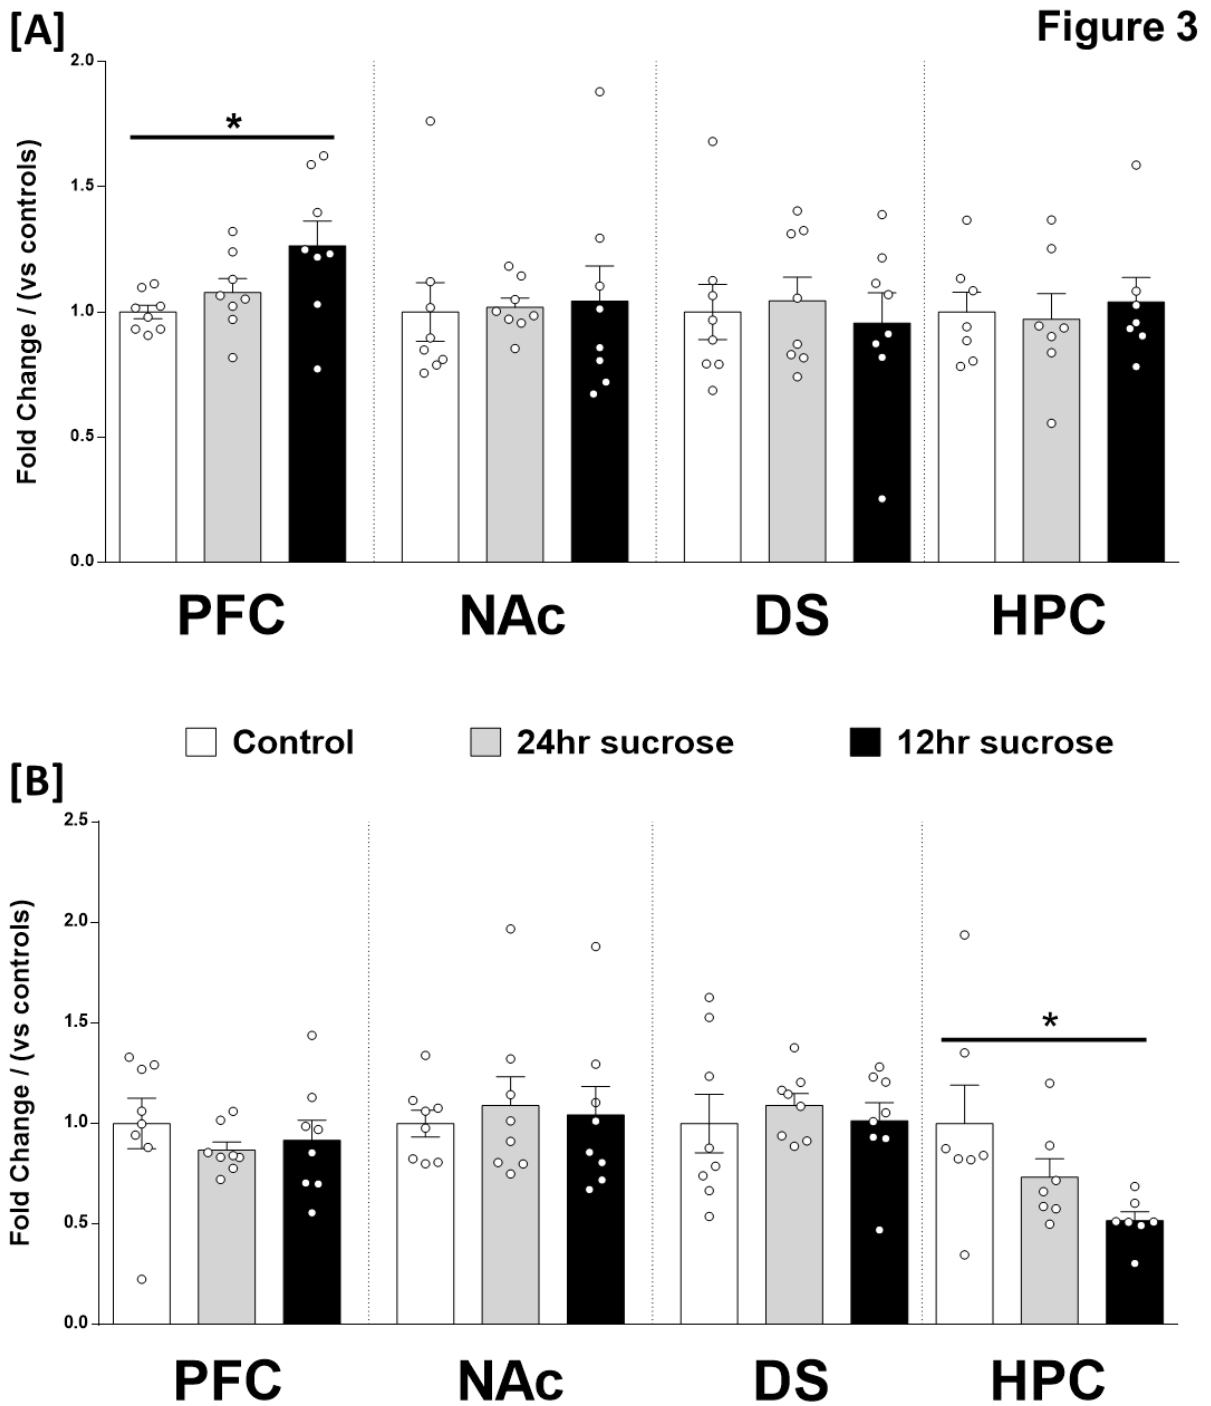 [A]
Figure 3
2.0
*
1.5
1.0
0.5
0.0
Fold Change / (vs controls)
PFC NAc DS HPC
Control 24hr sucrose 12hr sucrose
[B]
2.5
2.0
1.5
*
1.0
0.5
0.0
Fold Change / (vs controls)
PFC NAc DS HPC